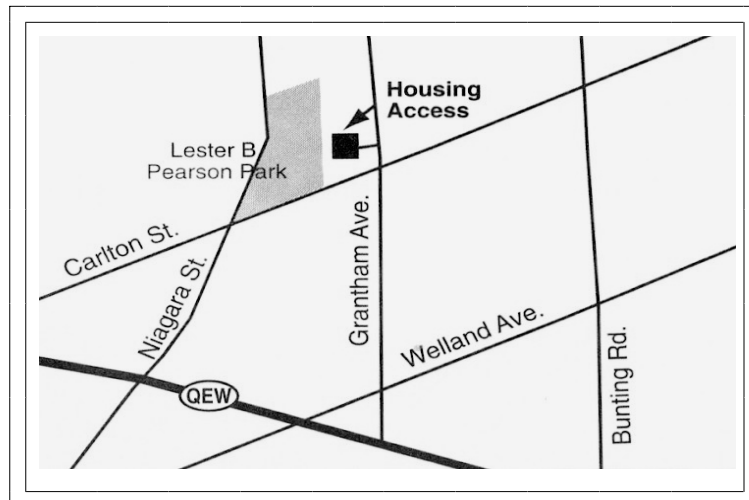 Housing
Access
Lester B
Pearson Park
Carlton St.
Niagara St.
Grantham Ave.
Welland Ave.
Bunting Rd.
QEW